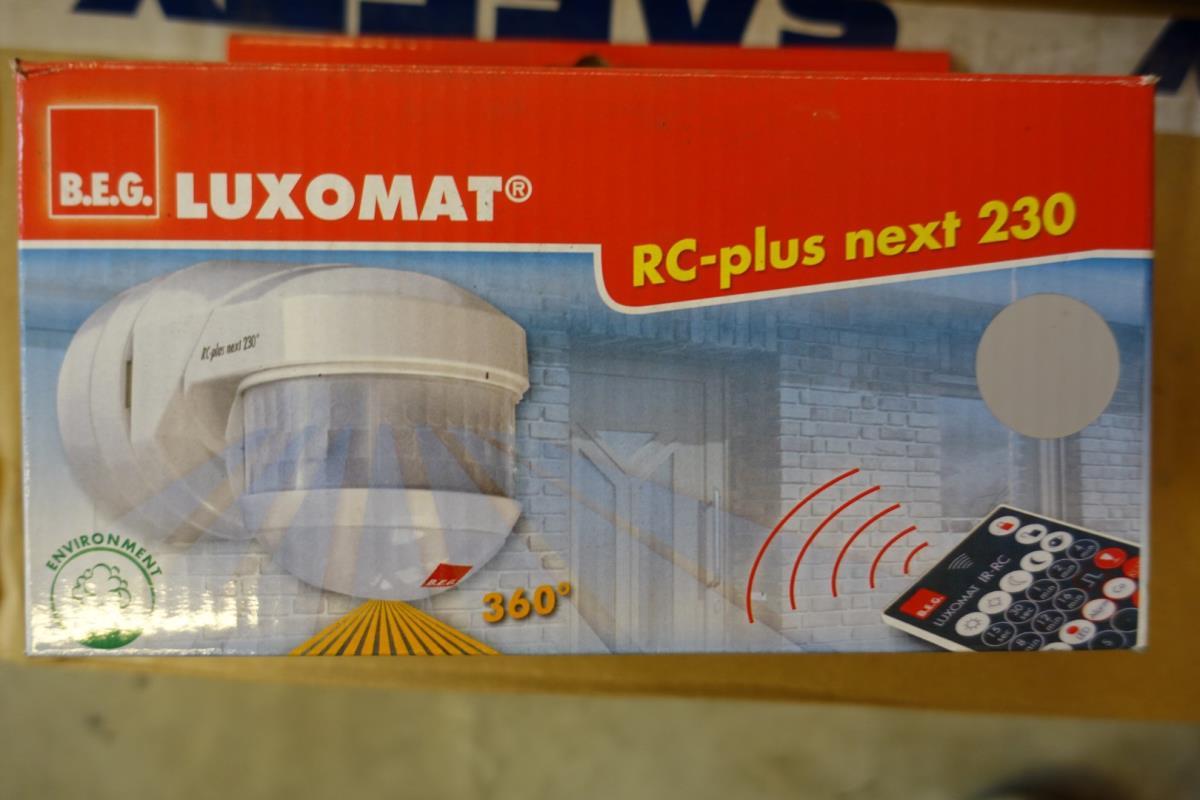 B.E.G.
LUXOMAT®
RC-plus next 230
RC-plus next 230°
ENVIRONMENT
B.E.G.
360°
B.E.G.
LUXOMAT IR-RC